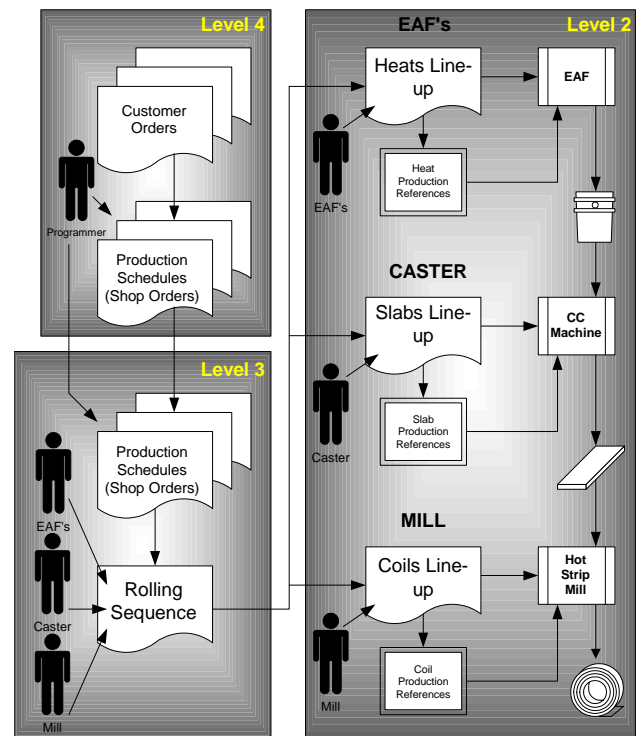 Level 4
Customer
Orders
Programmer
Production
Schedules
(Shop Orders)
Level 3
Production
Schedules
(Shop Orders)
EAF's
Caster
Mill
Rolling
Sequence
EAF's
Level 2
Heats Line-
up
EAF
EAF's
Heat
Production
References
CASTER
Slabs Line-
up
CC
Machine
Caster
Slab
Production
References
MILL
Coils Line-
up
Hot
Strip
Mill
Mill
Coil
Production
References